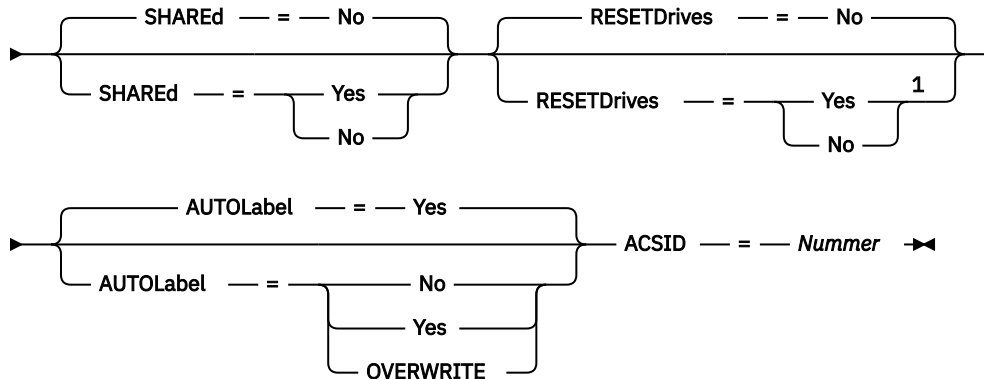 SHAREd = No RESETDrives = No
SHAREd = Yes RESETDrives = Yes 1
No No
AUTOLabel = Yes
ACSID = Nummer
AUTOLabel = No
Yes
OVERWRITE